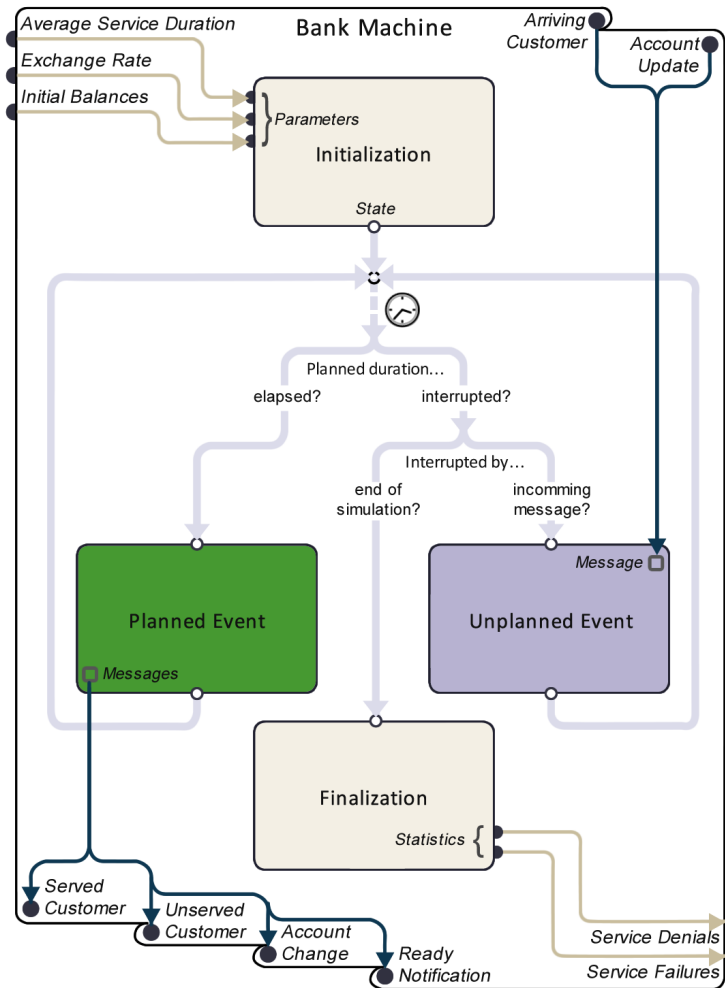 Average Service Duration
Bank Machine
Arriving
Customer
Account
Update
Exchange Rate
Initial Balances
} Parameters
Initialization
State
Planned duration…
elapsed?
interrupted?
Interrupted by…
end of
simulation?
incomming
message?
Message
Planned Event
Unplanned Event
Messages
Finalization
Statistics {
Served
Customer
Unserved
Customer
Account
Change
Ready
Notification
Service Denials
Service Failures